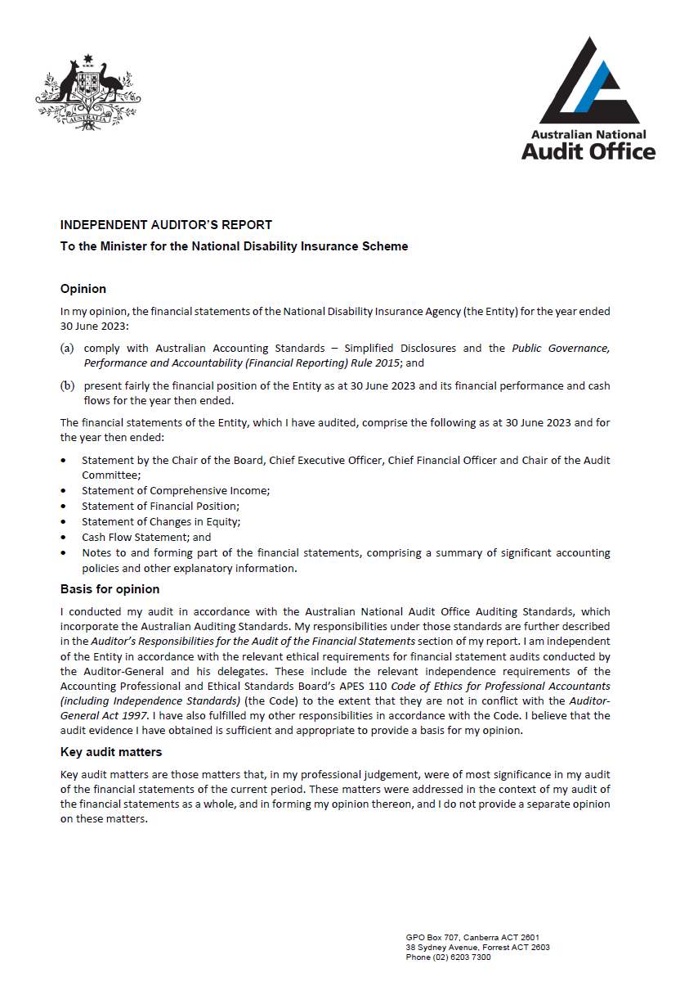 AUSTRALIA
Australian National
Audit Office
INDEPENDENT AUDITOR'S REPORT
To the Minister for the National Disability Insurance Scheme
Opinion
In my opinion, the financial statements of the National Disability Insurance Agency (the Entity) for the year ended
30 June 2023:
(a) comply with Australian Accounting Standards – Simplified Disclosures and the Public Governance,
Performance and Accountability (Financial Reporting) Rule 2015; and
(b) present fairly the financial position of the Entity as at 30 June 2023 and its financial performance and cash
flows for the year then ended.
The financial statements of the Entity, which I have audited, comprise the following as at 30 June 2023 and for
the year then ended:
• Statement by the Chair of the Board, Chief Executive Officer, Chief Financial Officer and Chair of the Audit
Committee;
• Statement of Comprehensive Income;
• Statement of Financial Position;
• Statement of Changes in Equity;
• Cash Flow Statement; and
• Notes to and forming part of the financial statements, comprising a summary of significant accounting
policies and other explanatory information.
Basis for opinion
I conducted my audit in accordance with the Australian National Audit Office Auditing Standards, which
incorporate the Australian Auditing Standards. My responsibilities under those standards are further described
in the Auditor's Responsibilities for the Audit of the Financial Statements section of my report. I am independent
of the Entity in accordance with the relevant ethical requirements for financial statement audits conducted by
the Auditor-General and his delegates. These include the relevant independence requirements of the
Accounting Professional and Ethical Standards Board's APES 110 Code of Ethics for Professional Accountants
(including Independence Standards) (the Code) to the extent that they are not in conflict with the Auditor-
General Act 1997. I have also fulfilled my other responsibilities in accordance with the Code. I believe that the
audit evidence I have obtained is sufficient and appropriate to provide a basis for my opinion.
Key audit matters
Key audit matters are those matters that, in my professional judgement, were of most significance in my audit
of the financial statements of the current period. These matters were addressed in the context of my audit of
the financial statements as a whole, and in forming my opinion thereon, and I do not provide a separate opinion
on these matters.
GPO Box 707, Canberra ACT 2601
38 Sydney Avenue, Forrest ACT 2603
Phone (02) 6203 7300